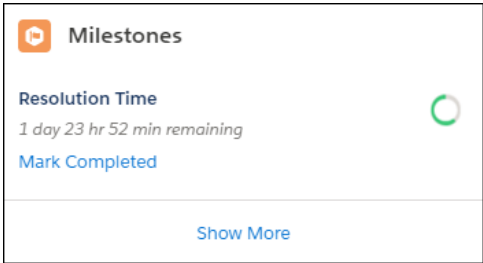 Milestones
Resolution Time
1 day 23 hr 52 min remaining
Mark Completed
Show More